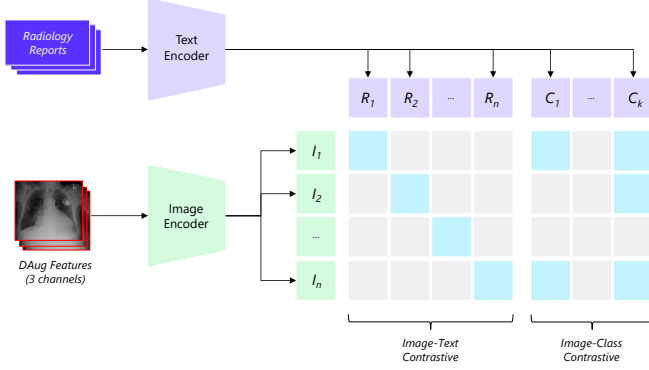 Radiology
Reports
Text
Encoder
R1 R2 ... Rn C1 ... Ck
I1
I2
...
In
Image
Encoder
DAug Features
(3 channels)
Image-Text
Contrastive
Image-Class
Contrastive